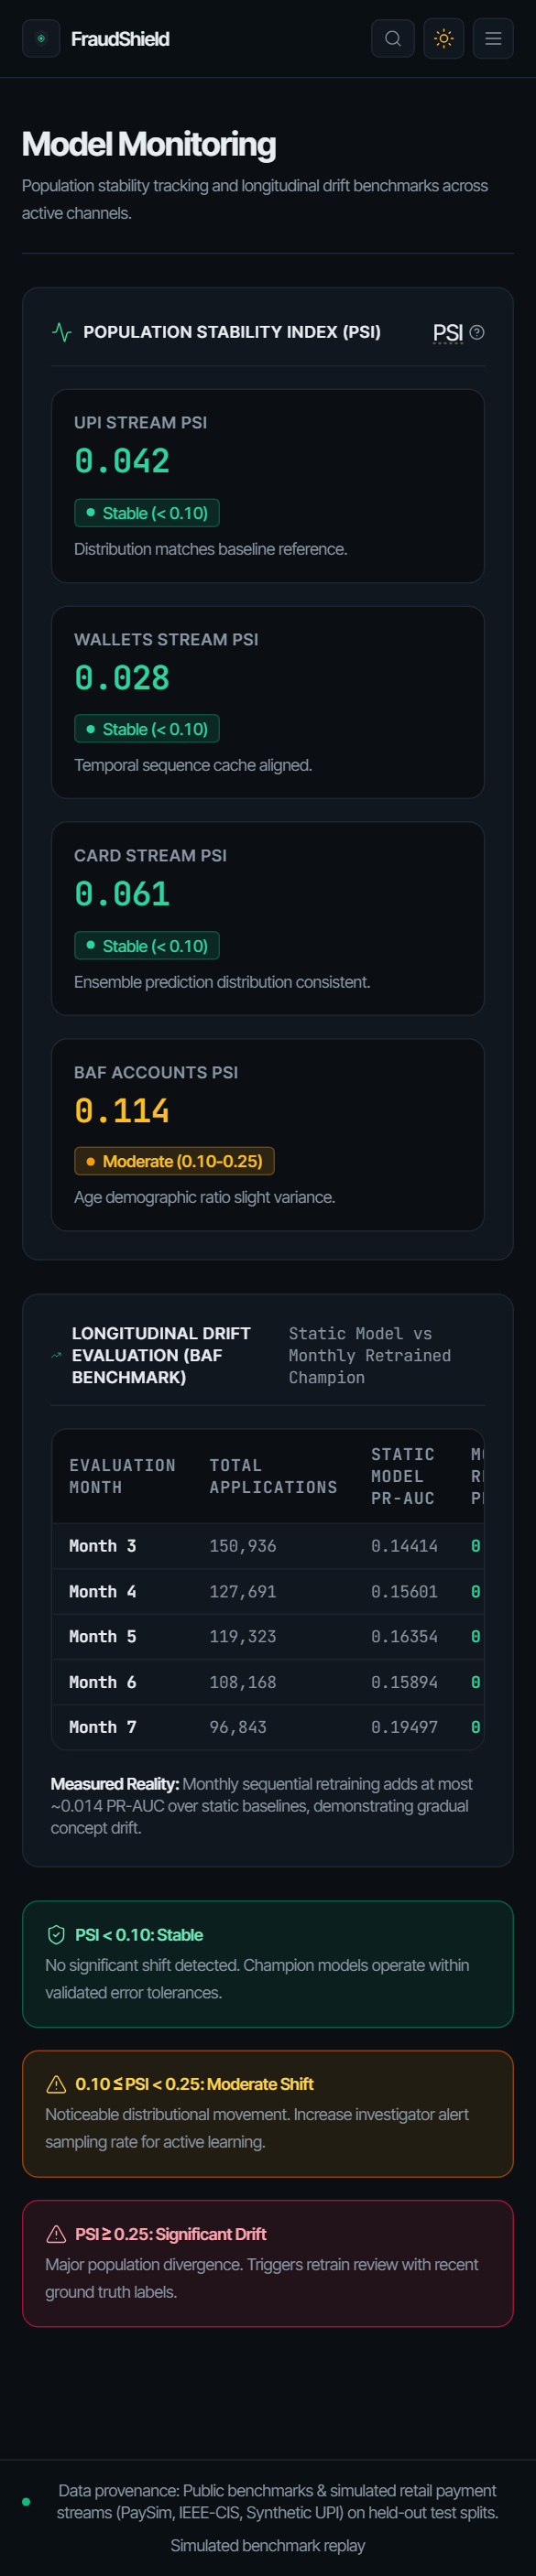 FraudShield
Model Monitoring
Population stability tracking and longitudinal drift benchmarks across
active channels.
POPULATION STABILITY INDEX (PSI)
PSI
UPI STREAM PSI
0.042
Stable (< 0.10)
Distribution matches baseline reference.
WALLETS STREAM PSI
0.028
Stable (< 0.10)
Temporal sequence cache aligned.
CARD STREAM PSI
0.061
Stable (< 0.10)
Ensemble prediction distribution consistent.
BAF ACCOUNTS PSI
0.114
Moderate (0.10-0.25)
Age demographic ratio slight variance.
LONGITUDINAL DRIFT
EVALUATION (BAF
BENCHMARK)
Static Model vs
Monthly Retrained
Champion
EVALUATION
MONTH
TOTAL
APPLICATIONS
STATIC
MODEL
PR-AUC
Month 3 150,936 0.14414 0
Month 4 127,691 0.15601 0
Month 5 119,323 0.16354 0
Month 6 108,168 0.15894 0
Month 7 96,843 0.19497 0
Measured Reality: Monthly sequential retraining adds at most
~0.014 PR-AUC over static baselines, demonstrating gradual
concept drift.
PSI < 0.10: Stable
No significant shift detected. Champion models operate within
validated error tolerances.
0.10 ≤ PSI < 0.25: Moderate Shift
Noticeable distributional movement. Increase investigator alert
sampling rate for active learning.
PSI ≥ 0.25: Significant Drift
Major population divergence. Triggers retrain review with recent
ground truth labels.
Data provenance: Public benchmarks & simulated retail payment
streams (PaySim, IEEE-CIS, Synthetic UPI) on held-out test splits.
Simulated benchmark replay